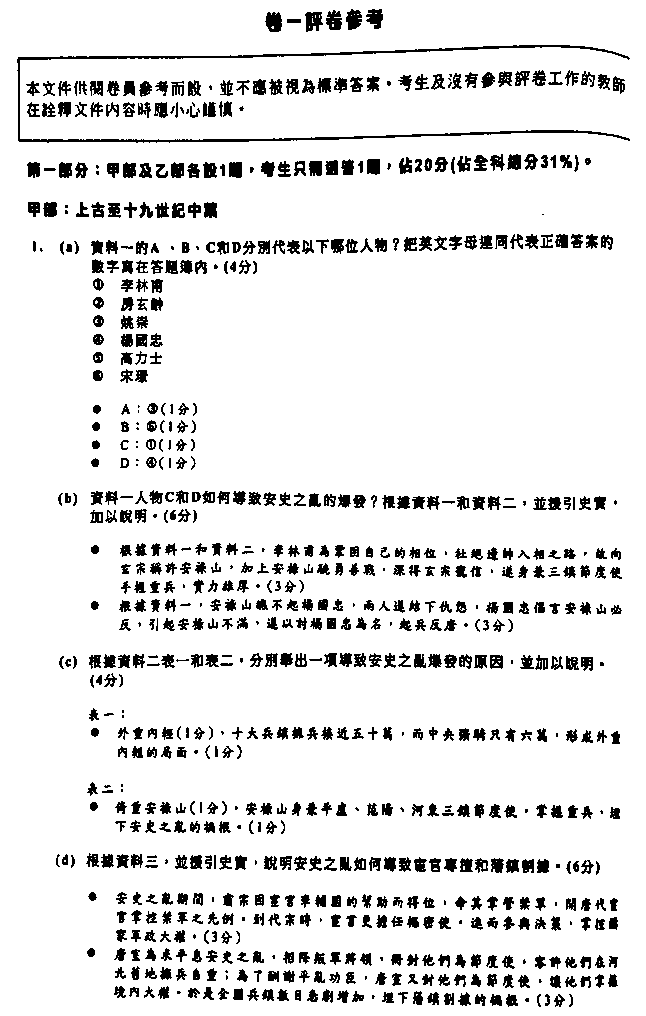 卷一評卷參考
本文件供閱卷員參考而設，並不應被視為標準答案。考生及沒有參與評卷工作的教師
在詮釋文件內容時應小心謹慎。
第一部分：甲部及乙部各設1題，考生只需選答1題，佔20分(佔全科總分31%)。
甲部：上古至十九世紀中葉
1. (a) 資料一的A、B、C和D分別代表以下哪位人物？把英文字母連同代表正確答案的
數字寫在答題簿內。(4分)
① 李林甫
② 房玄齡
③ 姚崇
④ 楊國忠
⑤ 高力士
⑥ 宋璟
● A：③(1分)
● B：⑥(1分)
● C：①(1分)
● D：④(1分)
(b) 資料一人物C和D如何導致安史之亂的爆發？根據資料一和資料二，並援引史實，
加以說明。(6分)
● 根據資料一和資料二，李林甫為鞏固自己的相位，杜絕邊帥入相之路，故向
玄宗稱許安祿山，加上安祿山驍勇善戰，深得玄宗寵信，遂身兼三鎮節度使
手握重兵，實力雄厚。(3分)
● 根據資料一，安祿山瞧不起楊國忠，兩人還結下仇怨，楊國忠倡言安祿山必
反，引起安祿山不滿，遂以討楊國忠為名，起兵反唐。(3分)
(c) 根據資料二表一和表二，分別舉出一項導致安史之亂爆發的原因，並加以說明。
(4分)
表一：
● 外重內輕(1分)，十大兵鎮擁兵接近五十萬，而中央彍騎只有六萬，形成外重
內輕的局面。(1分)
表二：
● 倚重安祿山(1分)，安祿山身兼平盧、范陽、河東三鎮節度使，掌握重兵，埋
下安史之亂的禍根。(1分)
(d) 根據資料三，並援引史實，說明安史之亂如何導致宦官專擅和藩鎮割據。(6分)
● 安史之亂期間，肅宗因宦官李輔國的幫助而得位，命其掌管禁軍，開唐代宦
官掌控禁軍之先例。到代宗時，宦官更擔任樞密使，進而參與決策，掌控國
家軍政大權。(3分)
● 唐室為求平息安史之亂，招降叛軍將領，冊封他們為節度使，容許他們在河
北舊地擁兵自重；為了酬謝平亂功臣，唐室又封他們為節度使，讓他們掌握
境內大權。於是全國兵鎮數目急劇增加，埋下藩鎮割據的禍根。(3分)